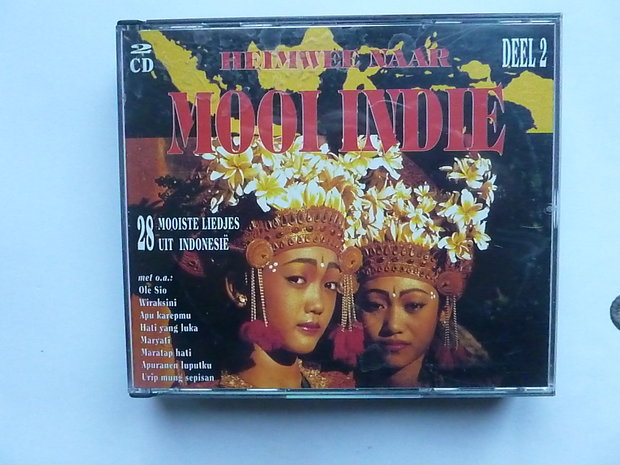 2
CD
HEIMWEE NAAR
DEEL 2
MOOI INDIE
28 MOOISTE LIEDJES
UIT INDONESIË
met o.a.:
Ole Sio
Wiraksini
Apu karepmu
Hati yang luka
Maryati
Maratap hati
Apuranen luputku
Urip mung sepisan